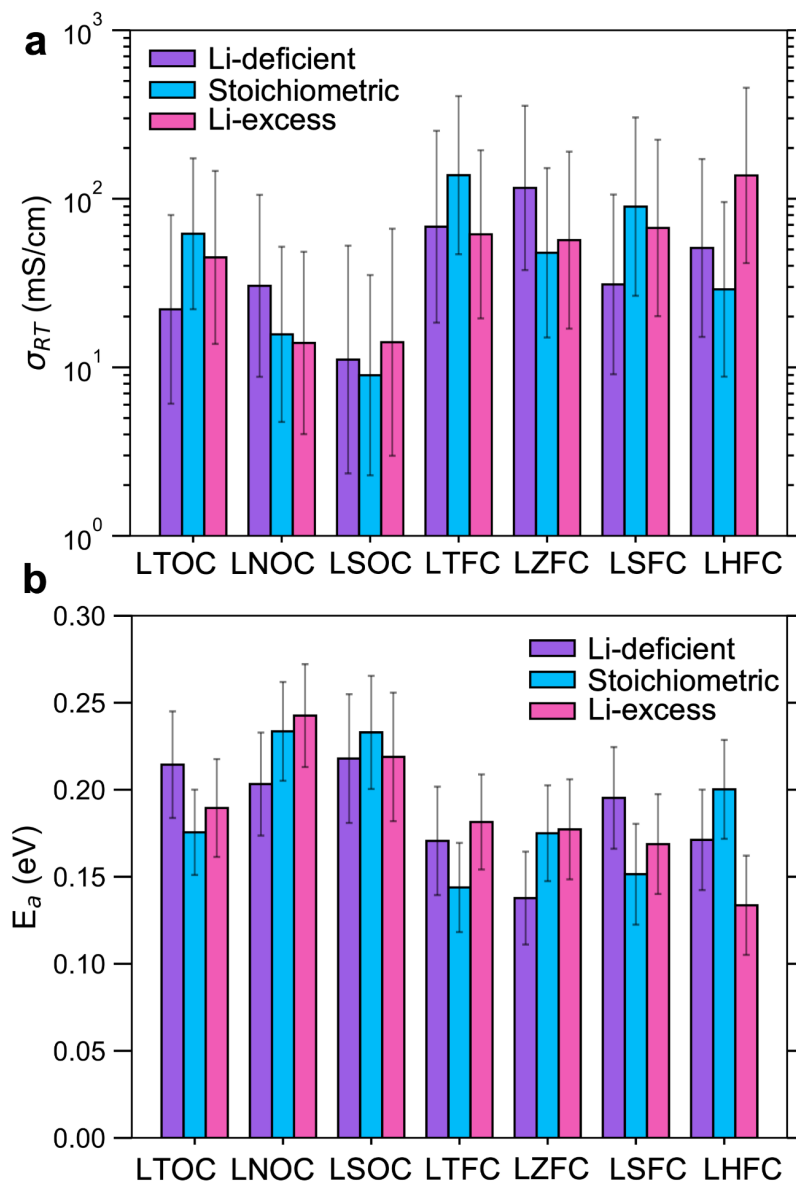 a
10³
Li-deficient
Stoichiometric
Li-excess
10²
10¹
10⁰
σRT (mS/cm)
LTOC LNOC LSOC LTFC LZFC LSFC LHFC
b
0.30
Li-deficient
Stoichiometric
Li-excess
0.25
0.20
0.15
0.10
0.05
0.00
Ea (eV)
LTOC LNOC LSOC LTFC LZFC LSFC LHFC